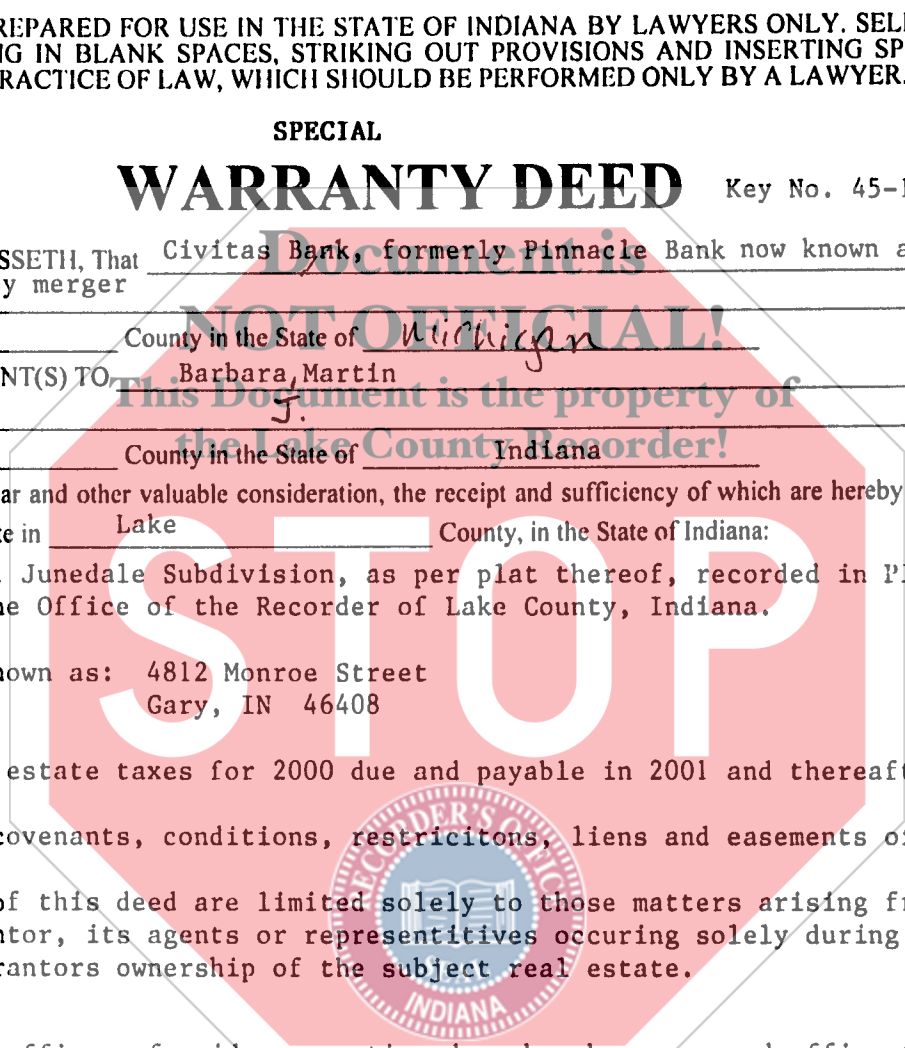 REPARED FOR USE IN THE STATE OF INDIANA BY LAWYERS ONLY. SEL
NG IN BLANK SPACES, STRIKING OUT PROVISIONS AND INSERTING SP
RACTICE OF LAW, WHICH SHOULD BE PERFORMED ONLY BY A LAWYER.
SPECIAL
WARRANTY DEED Key No. 45-1
SSETH, That Civitas Bank, formerly Pinnacle Bank now known a
y merger
Document is
NOT OFFICIAL!
County in the State of Michigan
NT(S) TO Barbara J. Martin
This Document is the property of
the Lake County Recorder!
County in the State of Indiana
ar and other valuable consideration, the receipt and sufficiency of which are hereby
e in Lake County, in the State of Indiana:
STOP
Junedale Subdivision, as per plat thereof, recorded in Pl
e Office of the Recorder of Lake County, Indiana.
own as: 4812 Monroe Street
Gary, IN 46408
estate taxes for 2000 due and payable in 2001 and thereaft
covenants, conditions, restricitons, liens and easements o
RECORDER'S OFFICE
of this deed are limited solely to those matters arising f
ntor, its agents or representitives occuring solely during
SEAL
rantors ownership of the subject real estate.
INDIANA